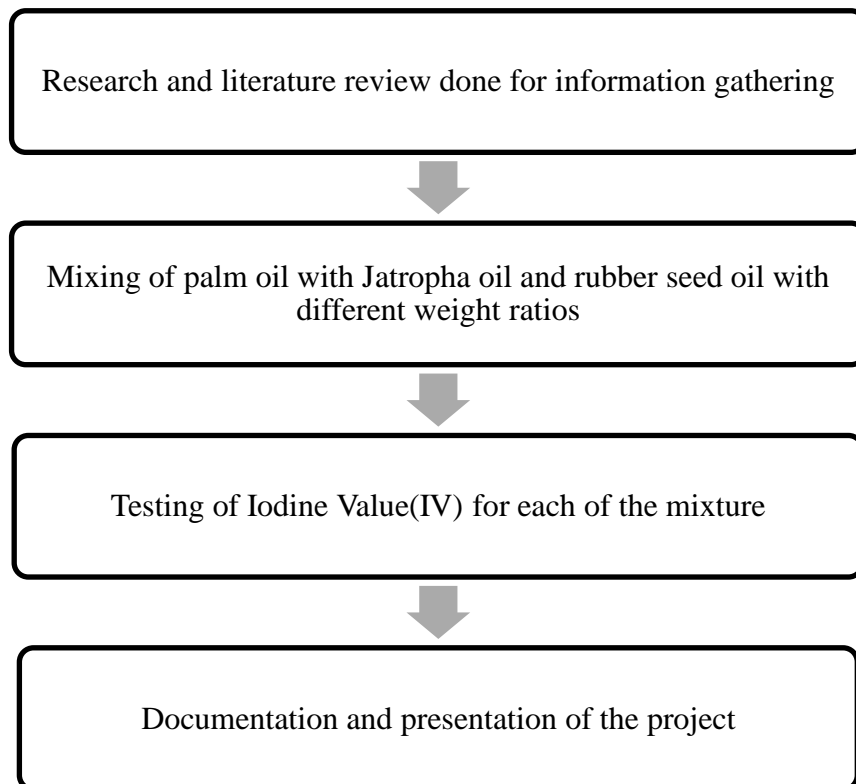 Research and literature review done for information gathering
Mixing of palm oil with Jatropha oil and rubber seed oil with
different weight ratios
Testing of Iodine Value(IV) for each of the mixture
Documentation and presentation of the project